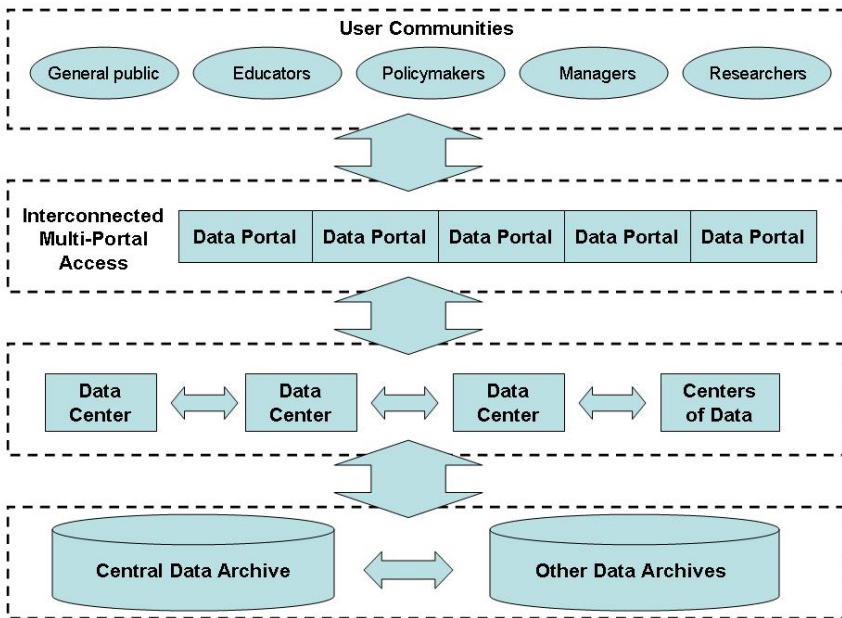 User Communities
General public
Educators
Policymakers
Managers
Researchers
Interconnected
Multi-Portal
Access
Data Portal
Data Portal
Data Portal
Data Portal
Data Portal
Data
Center
Data
Center
Data
Center
Centers
of Data
Central Data Archive
Other Data Archives